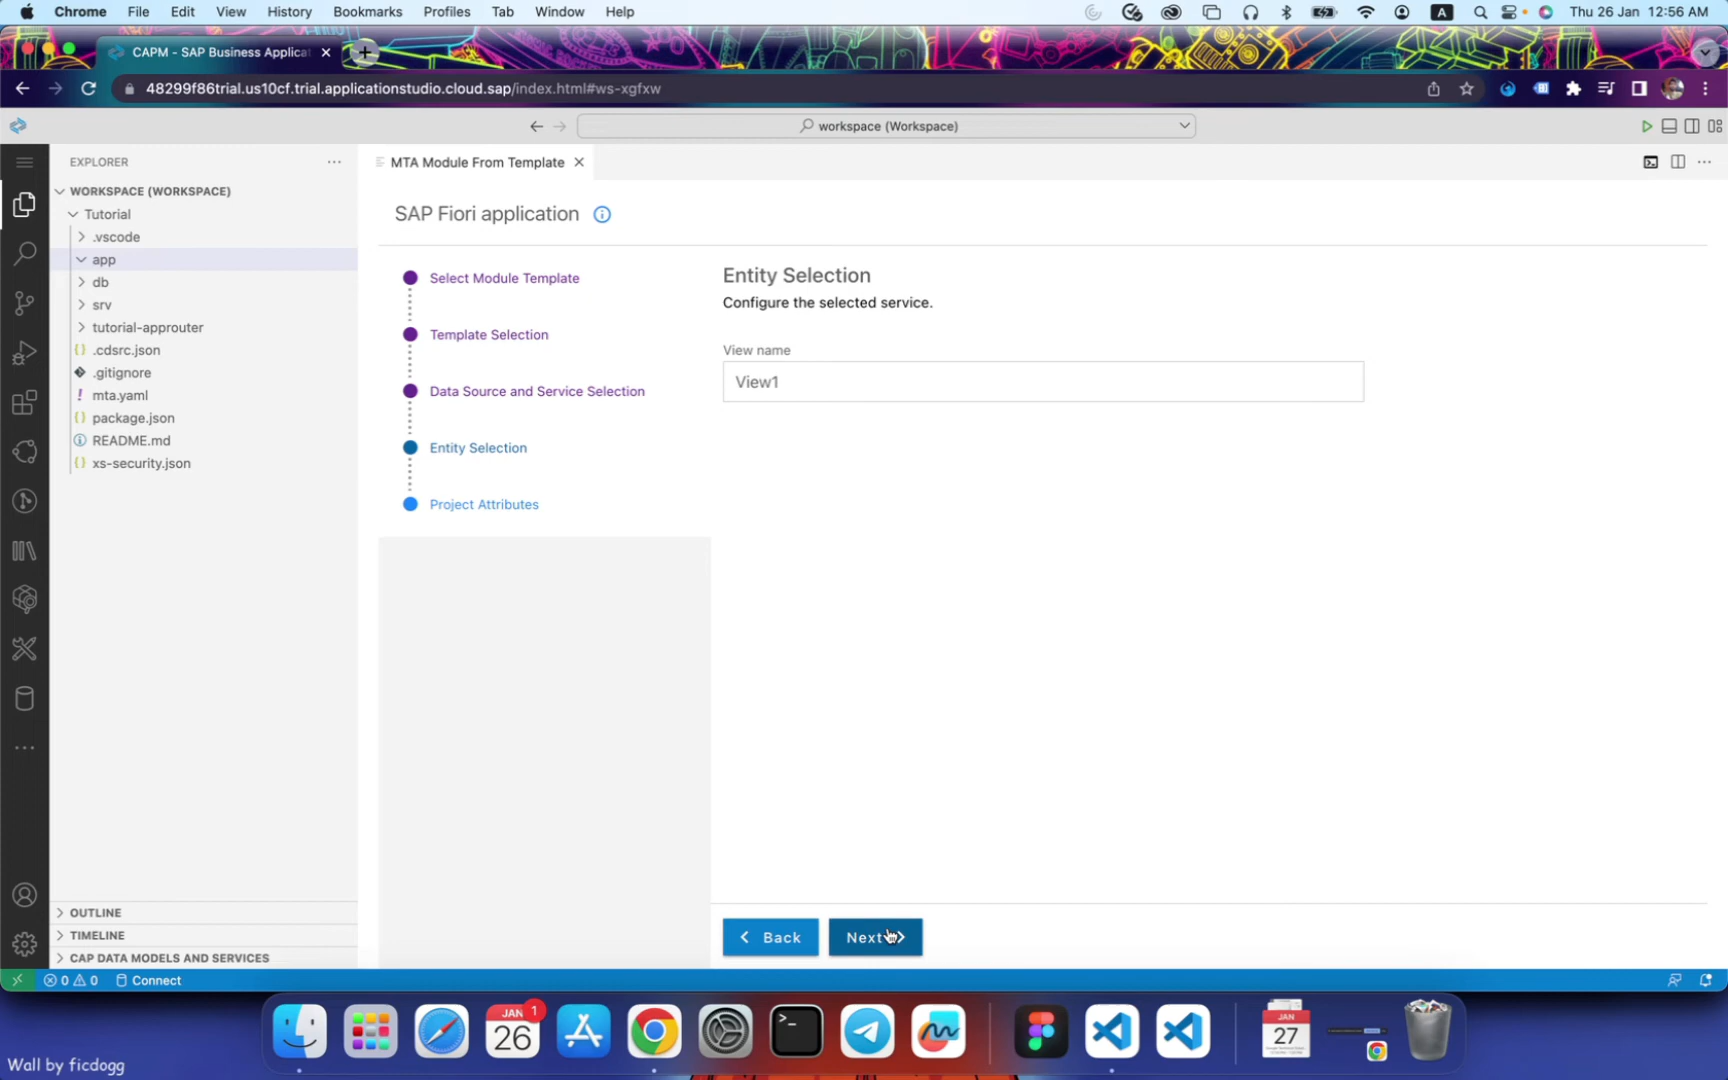 Chrome File Edit View History Bookmarks Profiles Tab Window Help A Thu 26 Jan 12:56 AM
CAPM - SAP Business Applicat
48299f86trial.us10cf.trial.applicationstudio.cloud.sap/index.html#ws-xgfxw
workspace (Workspace)
EXPLORER
MTA Module From Template
WORKSPACE (WORKSPACE)
Tutorial
.vscode
app
db
srv
tutorial-approuter
{} .cdsrc.json
.gitignore
! mta.yaml
{} package.json
README.md
{} xs-security.json
SAP Fiori application
Select Module Template
Template Selection
Data Source and Service Selection
Entity Selection
Project Attributes
Entity Selection
Configure the selected service.
View name
View1
Back Next
OUTLINE
TIMELINE
CAP DATA MODELS AND SERVICES
0 0 Connect
JAN 1
26
JAN
27
Wall by ficdogg